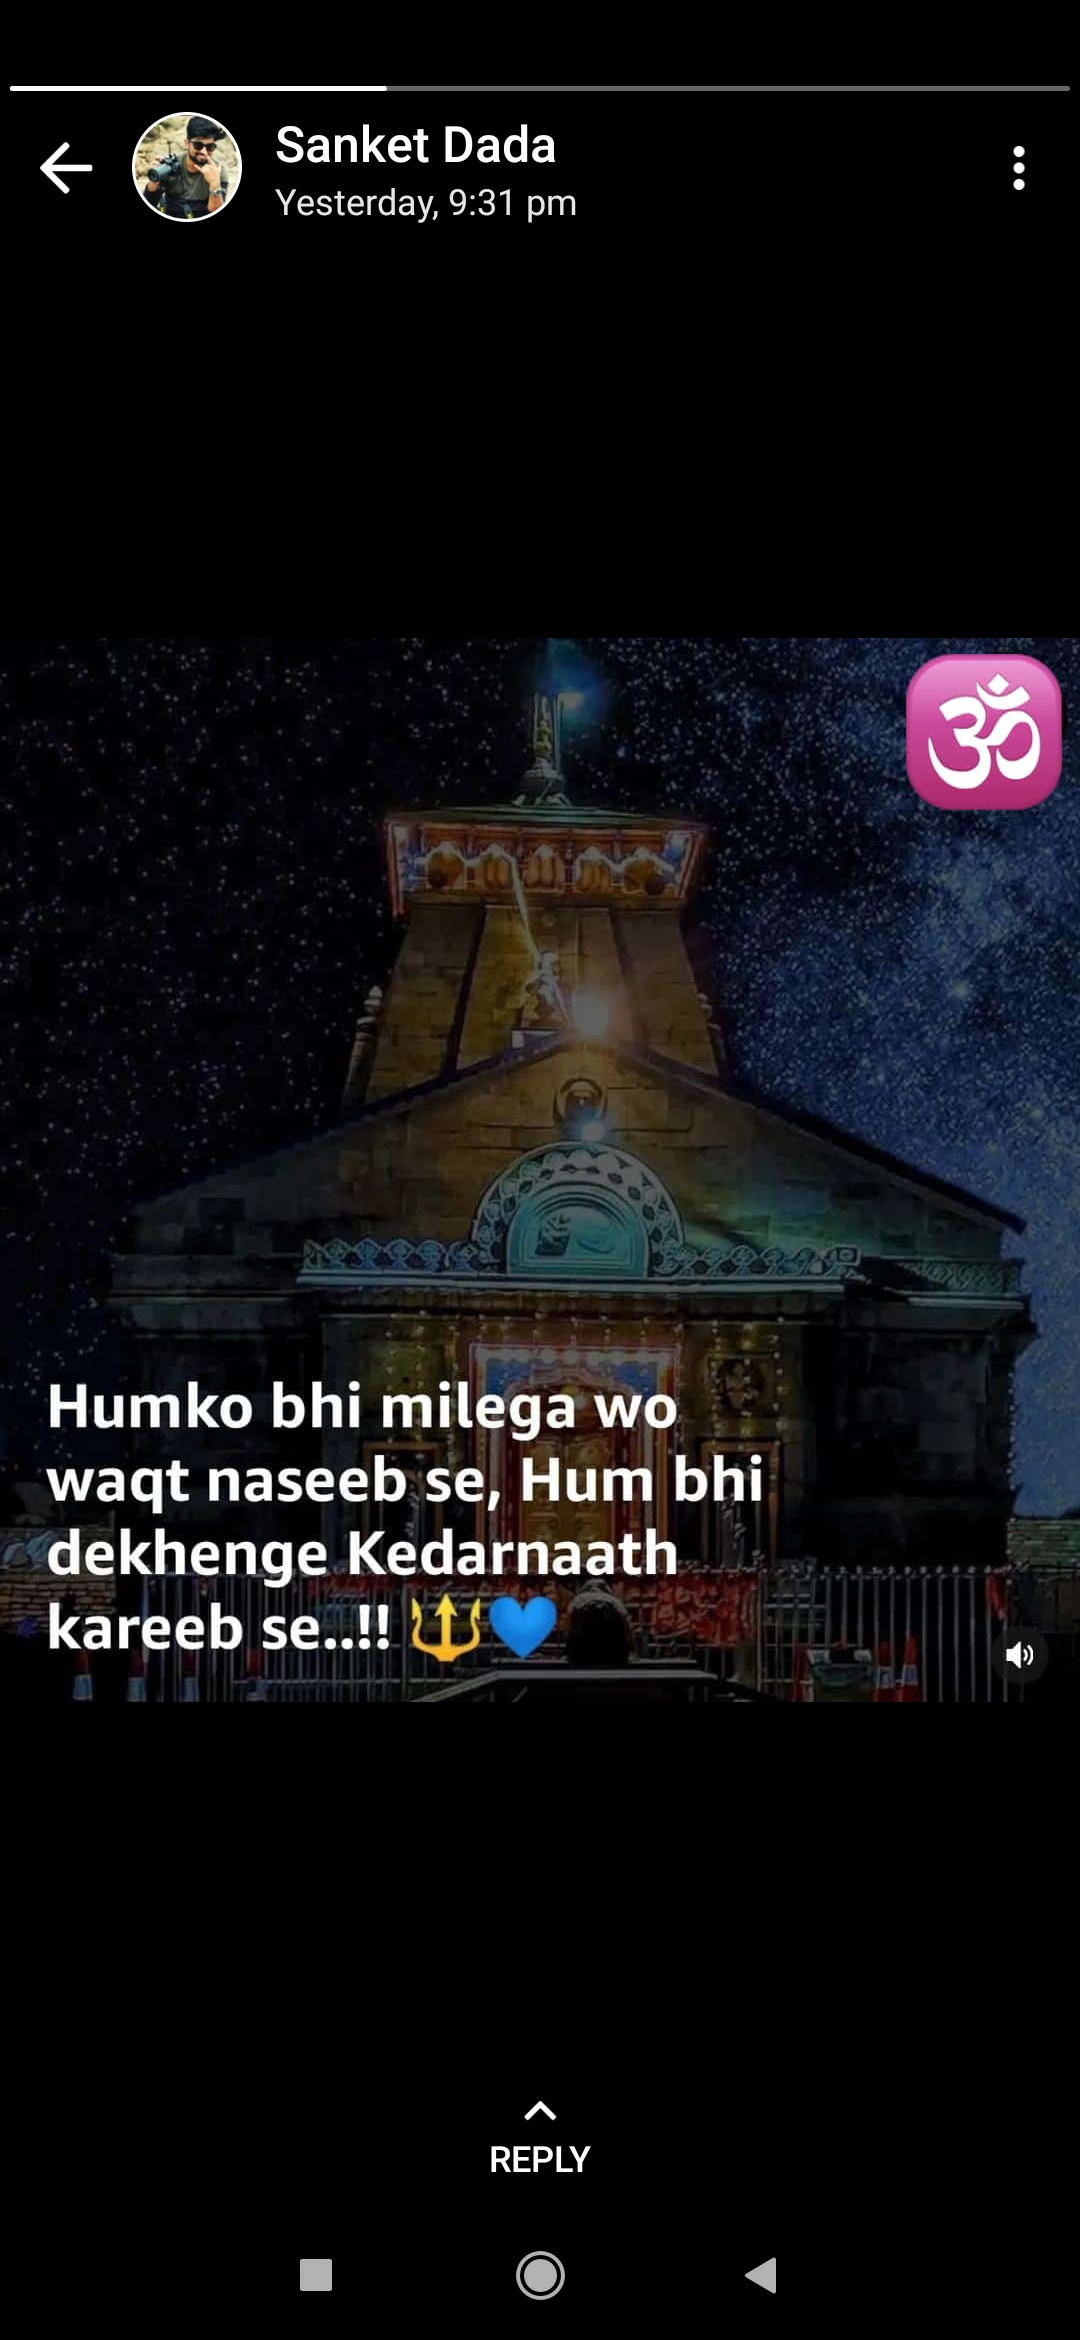 Sanket Dada
Yesterday, 9:31 pm
ॐ
Humko bhi milega wo
waqt naseeb se, Hum bhi
dekhenge Kedarnaath
kareeb se..!! 🔱💙
REPLY